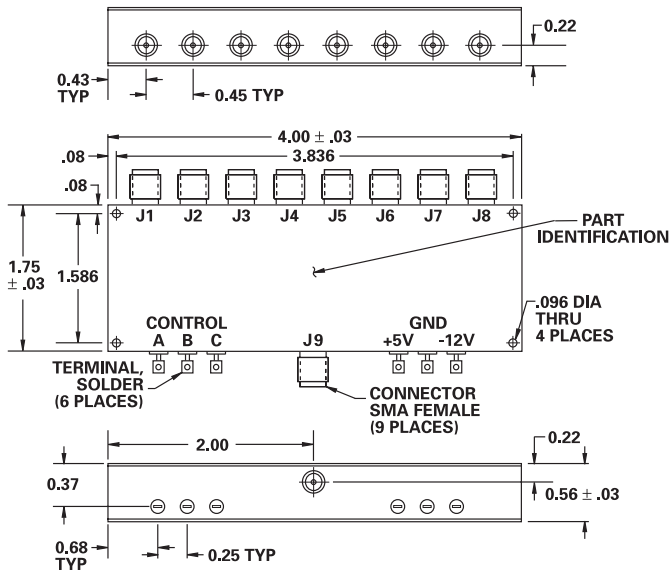 0.22
0.43
TYP
0.45 TYP
4.00 ± .03
.08
3.836
.08
J1 J2 J3 J4 J5 J6 J7 J8
PART
IDENTIFICATION
1.75
± .03
1.586
.096 DIA
THRU
4 PLACES
CONTROL
GND
A B C
J9
+5V
-12V
TERMINAL,
SOLDER
(6 PLACES)
CONNECTOR
SMA FEMALE
(9 PLACES)
2.00
0.22
0.37
0.56 ± .03
0.68
TYP
0.25 TYP